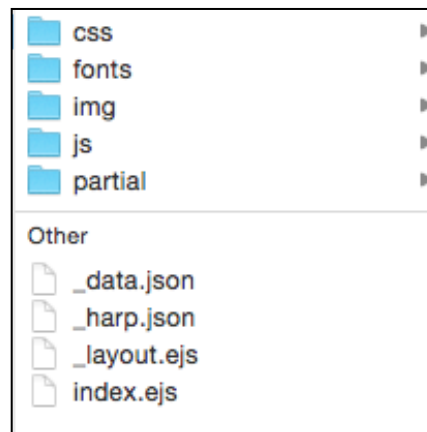 css
fonts
img
js
partial
Other
_data.json
_harp.json
_layout.ejs
index.ejs